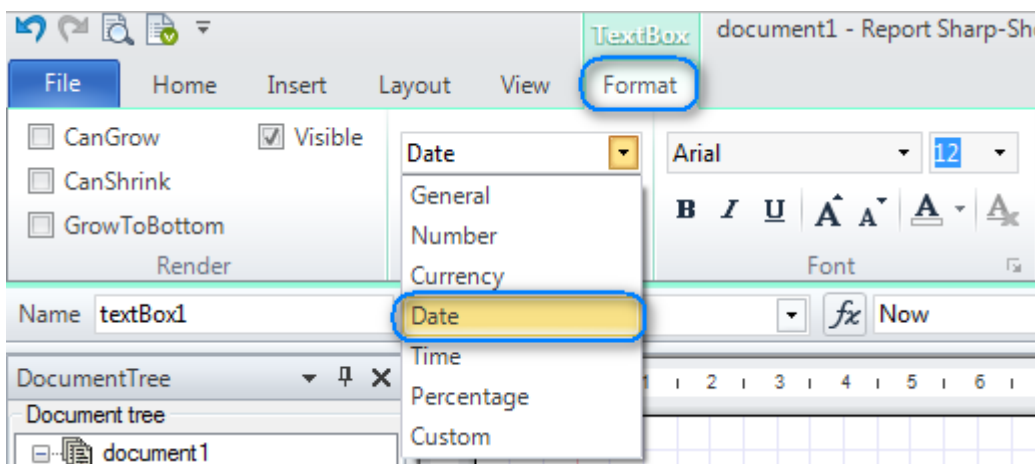 TextBox document1 - Report Sharp-Sh
File Home Insert Layout View Format
CanGrow Visible
CanShrink
GrowToBottom
Render
Date
General
Number
Currency
Date
Time
Percentage
Custom
Arial 12
B I U A A A A
Font
Name textBox1
fx Now
DocumentTree
1 2 3 4 5 6
Document tree
document1